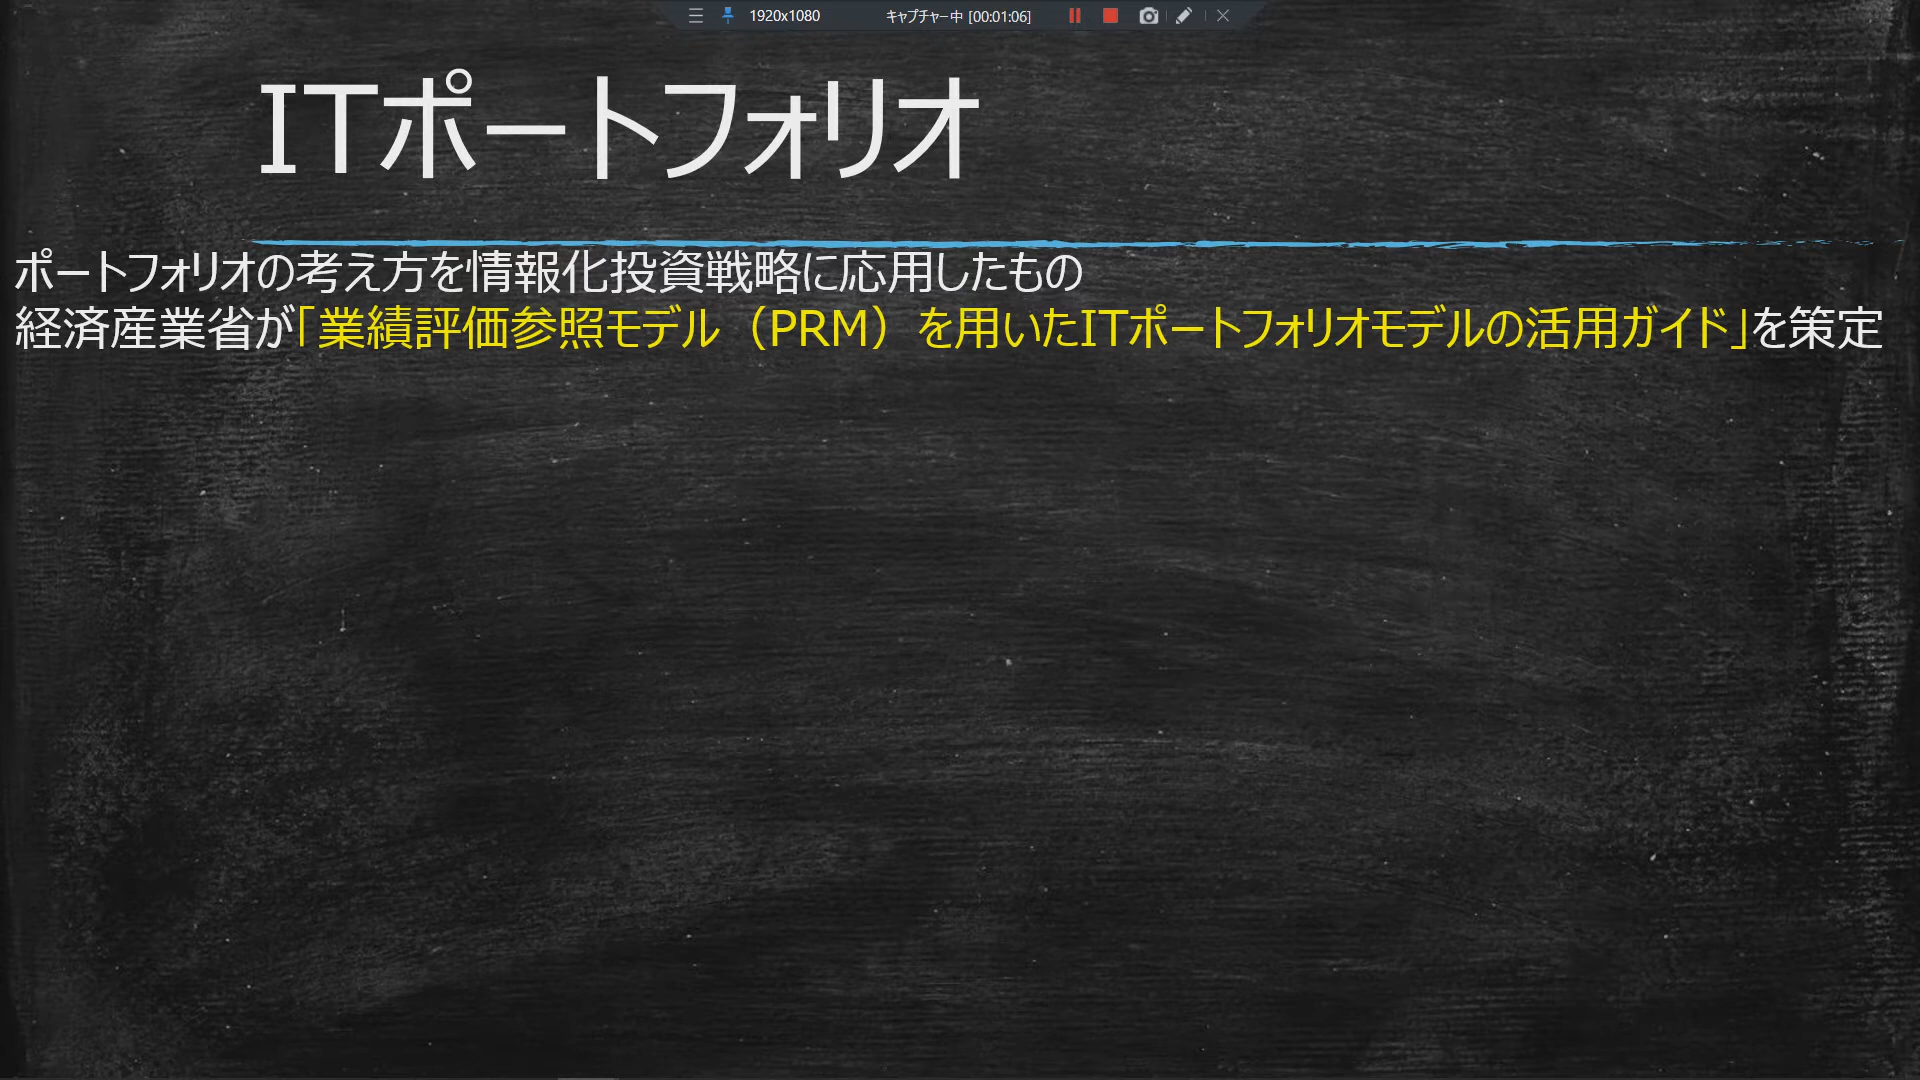 1920x1080 キャプチャー中 [00:01:06]
ITポートフォリオ
ポートフォリオの考え方を情報化投資戦略に応用したもの
経済産業省が「業績評価参照モデル（PRM）を用いたITポートフォリオモデルの活用ガイド」を策定